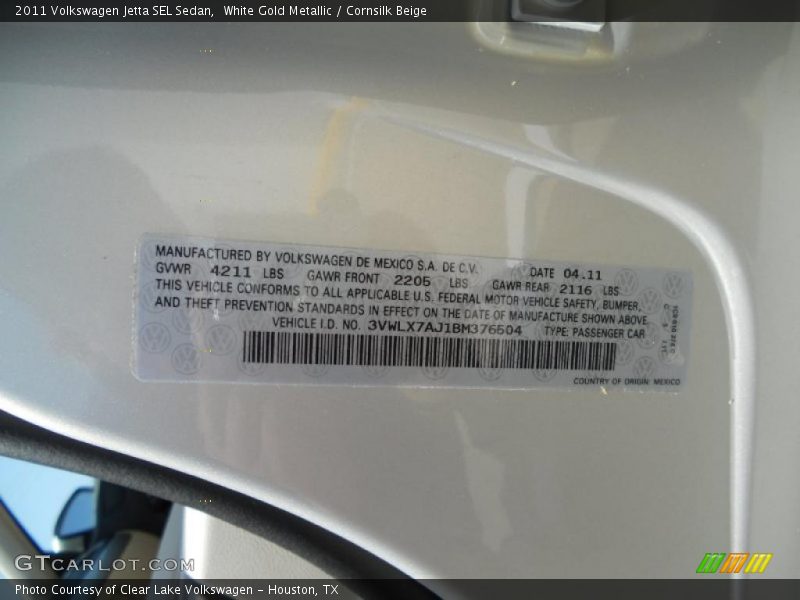 2011 Volkswagen Jetta SEL Sedan,  White Gold Metallic / Cornsilk Beige
MANUFACTURED BY VOLKSWAGEN DE MEXICO S.A. DE C.V. DATE 04.11
GVWR 4211 LBS GAWR FRONT 2205 LBS GAWR REAR 2116 LBS
THIS VEHICLE CONFORMS TO ALL APPLICABLE U.S. FEDERAL MOTOR VEHICLE SAFETY, BUMPER,
AND THEFT PREVENTION STANDARDS IN EFFECT ON THE DATE OF MANUFACTURE SHOWN ABOVE.
VEHICLE I.D. NO. 3VWLX7AJ1BM376504 TYPE: PASSENGER CAR
COUNTRY OF ORIGIN: MEXICO
GTCARLOT.COM
Photo Courtesy of Clear Lake Volkswagen - Houston, TX